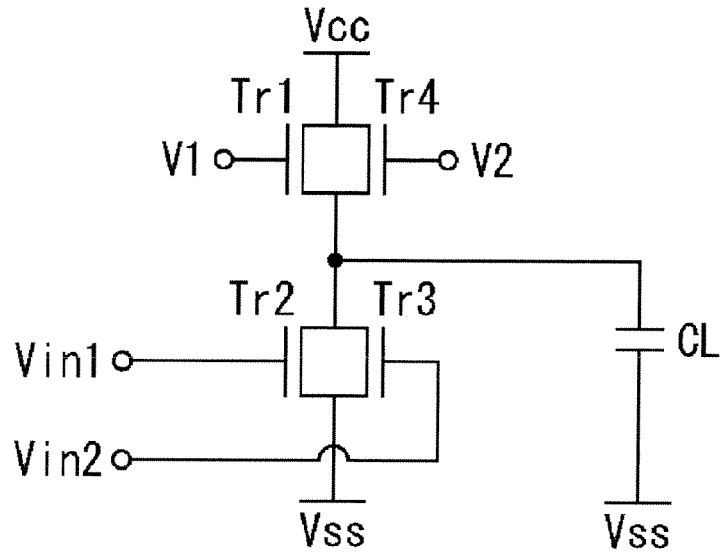 Vcc
Tr1 Tr4
V1 V2
Tr2 Tr3
Vin1
CL
Vin2
Vss Vss